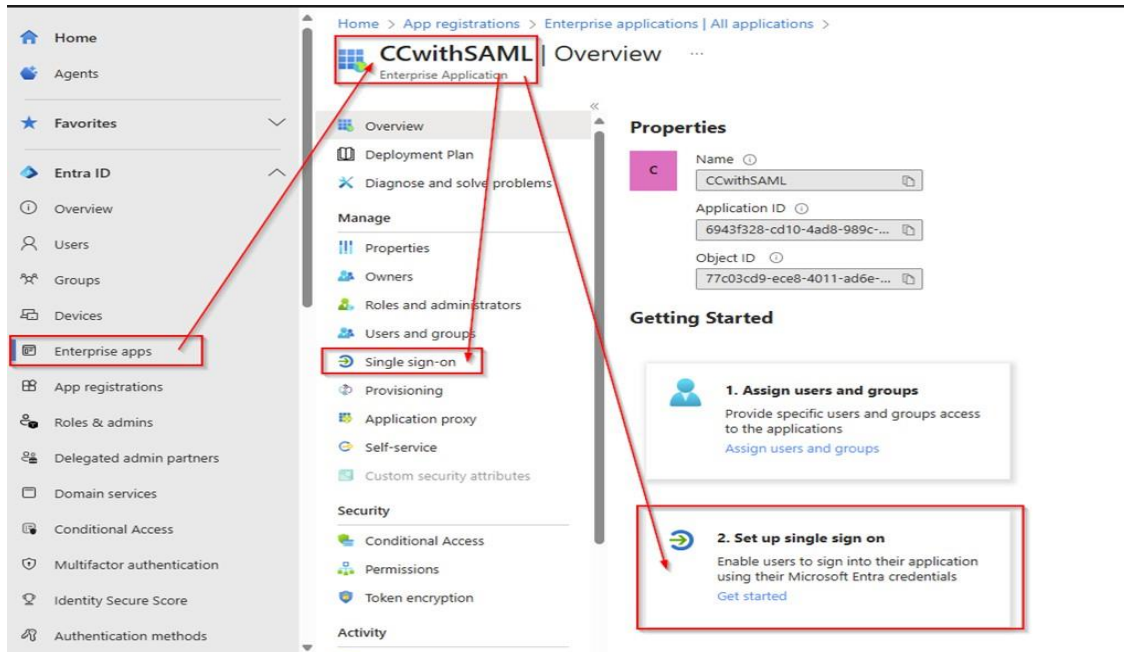 Home
Agents
Favorites
Entra ID
Overview
Users
Groups
Devices
Enterprise apps
App registrations
Roles & admins
Delegated admin partners
Domain services
Conditional Access
Multifactor authentication
Identity Secure Score
Authentication methods
Home > App registrations > Enterprise applications | All applications >
CCwithSAML | Overview ...
Enterprise Application
Overview
Deployment Plan
Diagnose and solve problems
Manage
Properties
Owners
Roles and administrators
Users and groups
Single sign-on
Provisioning
Application proxy
Self-service
Custom security attributes
Security
Conditional Access
Permissions
Token encryption
Activity
Properties
C
Name
CCwithSAML
Application ID
6943f328-cd10-4ad8-989c-...
Object ID
77c03cd9-ece8-4011-ad6e-...
Getting Started
1. Assign users and groups
Provide specific users and groups access
to the applications
Assign users and groups
2. Set up single sign on
Enable users to sign into their application
using their Microsoft Entra credentials
Get started